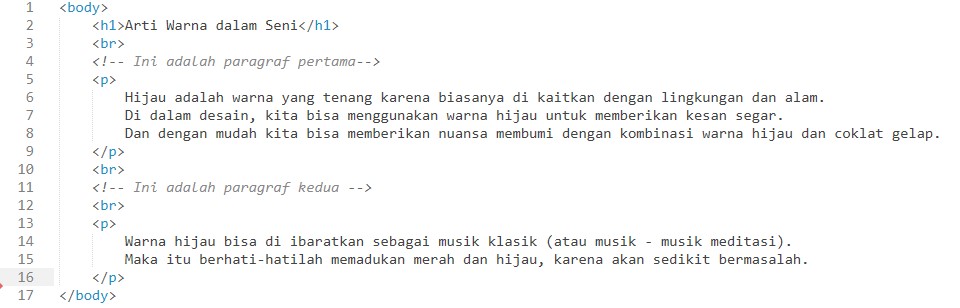 1 <body>
2 <h1>Arti Warna dalam Seni</h1>
3 <br>
4 <!-- Ini adalah paragraf pertama-->
5 <p>
6 Hijau adalah warna yang tenang karena biasanya di kaitkan dengan lingkungan dan alam.
7 Di dalam desain, kita bisa menggunakan warna hijau untuk memberikan kesan segar.
8 Dan dengan mudah kita bisa memberikan nuansa membumi dengan kombinasi warna hijau dan coklat gelap.
9 </p>
10 <br>
11 <!-- Ini adalah paragraf kedua -->
12 <br>
13 <p>
14 Warna hijau bisa di ibaratkan sebagai musik klasik (atau musik - musik meditasi).
15 Maka itu berhati-hatilah memadukan merah dan hijau, karena akan sedikit bermasalah.
16 </p>
17 </body>